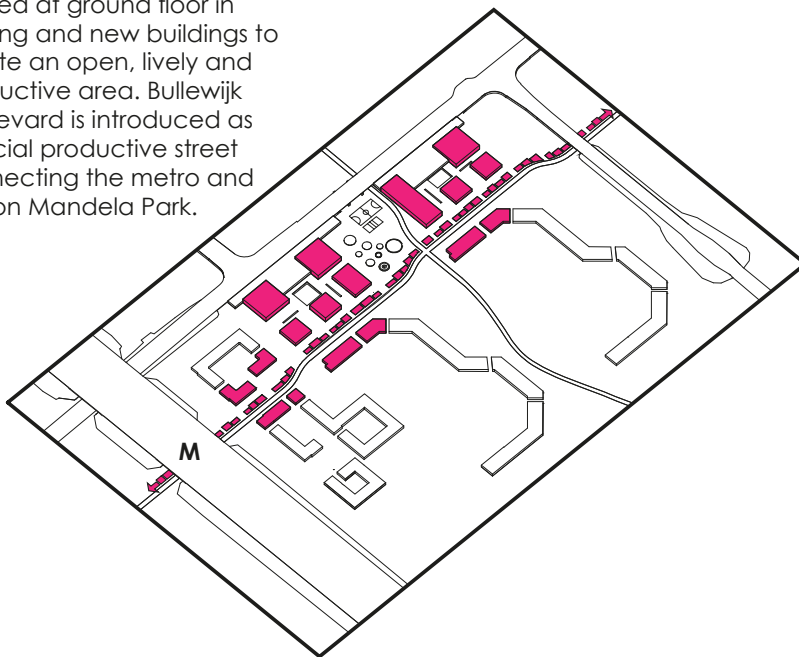 ed at ground floor in
ng and new buildings to
te an open, lively and
uctive area. Bullewijk
evard is introduced as
cial productive street
necting the metro and
on Mandela Park.
M